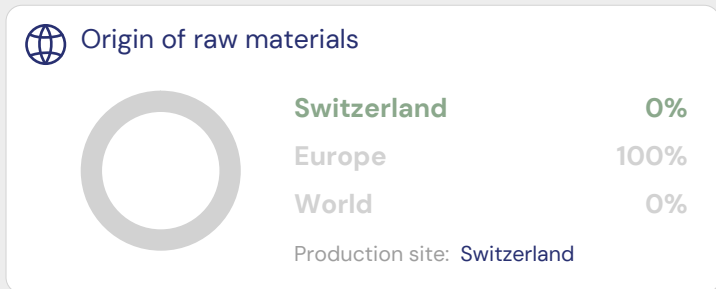 Origin of raw materials
Switzerland 0%
Europe 100%
World 0%
Production site: Switzerland